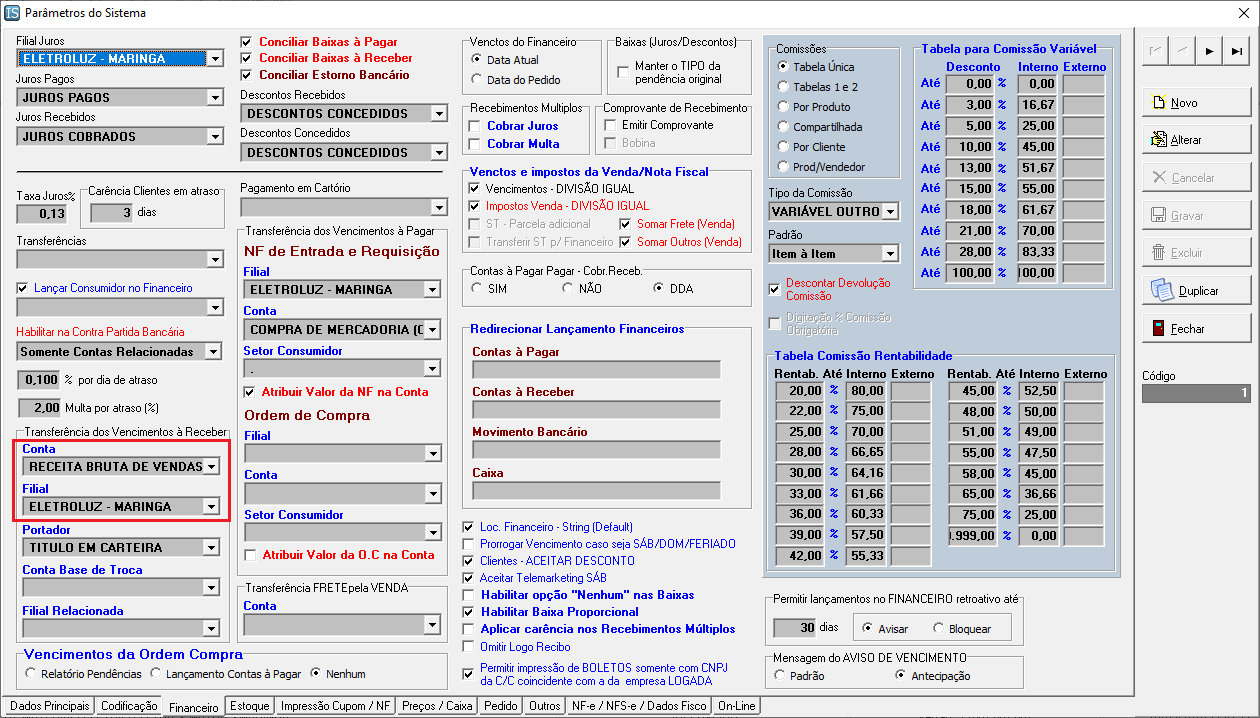 IS Parâmetros do Sistema
Filial Juros
ELETROLUZ - MARINGA
Juros Pagos
JUROS PAGOS
Juros Recebidos
JUROS COBRADOS
Taxa Juros%
0,13
Carência Clientes em atraso
3 dias
Transferências
Lançar Consumidor no Financeiro
Habilitar na Contra Partida Bancária
Somente Contas Relacionadas
0,100 % por dia de atraso
2,00 Multa por atraso (%)
Transferência dos Vencimentos à Receber
Conta
RECEITA BRUTA DE VENDAS
Filial
ELETROLUZ - MARINGA
Portador
TITULO EM CARTEIRA
Conta Base de Troca
Filial Relacionada
Vencimentos da Ordem Compra
Relatório Pendências Lançamento Contas à Pagar Nenhum
Conciliar Baixas à Pagar
Conciliar Baixas à Receber
Conciliar Estorno Bancário
Descontos Recebidos
DESCONTOS CONCEDIDOS
Descontos Concedidos
DESCONTOS CONCEDIDOS
Pagamento em Cartório
Transferência dos Vencimentos à Pagar
NF de Entrada e Requisição
Filial
ELETROLUZ - MARINGA
Conta
COMPRA DE MERCADORIA (C
Setor Consumidor
.
Atribuir Valor da NF na Conta
Ordem de Compra
Filial
Conta
Setor Consumidor
Atribuir Valor da O.C na Conta
Transferência FRETE pela VENDA
Conta
Venctos do Financeiro
Data Atual
Data do Pedido
Baixas (Juros/Descontos)
Manter o TIPO da
pendência original
Recebimentos Multiplos
Cobrar Juros
Cobrar Multa
Comprovante de Recebimento
Emitir Comprovante
Bobina
Venctos e impostos da Venda/Nota Fiscal
Vencimentos - DIVISÃO IGUAL
Impostos Venda - DIVISÃO IGUAL
ST - Parcela adicional Somar Frete (Venda)
Transferir ST p/ Financeiro Somar Outros (Venda)
Contas à Pagar Pagar - Cobr.Receb.
SIM NÃO DDA
Redirecionar Lançamento Financeiros
Contas à Pagar
Contas à Receber
Movimento Bancário
Caixa
Loc. Financeiro - String (Default)
Prorrogar Vencimento caso seja SÁB/DOM/FERIADO
Clientes - ACEITAR DESCONTO
Aceitar Telemarketing SÁB
Habilitar opção "Nenhum" nas Baixas
Habilitar Baixa Proporcional
Aplicar carência nos Recebimentos Múltiplos
Omitir Logo Recibo
Permitir impressão de BOLETOS somente com CNPJ
da C/C coincidente com a da empresa LOGADA
Comissões
Tabela Única
Tabelas 1 e 2
Por Produto
Compartilhada
Por Cliente
Prod/Vendedor
Tipo da Comissão
VARIÁVEL OUTRO
Padrão
Item à Item
Descontar Devolução
Comissão
Digitação % Comissão
Obrigatória
Tabela para Comissão Variável
Desconto Interno Externo
Até 0,00 % 0,00
Até 3,00 % 16,67
Até 5,00 % 25,00
Até 10,00 % 45,00
Até 13,00 % 51,67
Até 15,00 % 55,00
Até 18,00 % 61,67
Até 21,00 % 70,00
Até 28,00 % 83,33
Até 100,00 % 100,00
Tabela Comissão Rentabilidade
Rentab. Até Interno Externo Rentab. Até Interno Externo
20,00 % 80,00 45,00 % 52,50
22,00 % 75,00 48,00 % 50,00
25,00 % 70,00 51,00 % 49,00
28,00 % 66,65 55,00 % 47,50
30,00 % 64,16 58,00 % 45,00
33,00 % 61,66 65,00 % 36,66
36,00 % 60,33 75,00 % 25,00
39,00 % 57,50 .999,00 % 0,00
42,00 % 55,33
Permitir lançamentos no FINANCEIRO retroativo até
30 dias Avisar Bloquear
Mensagem do AVISO DE VENCIMENTO
Padrão Antecipação
Novo
Alterar
Cancelar
Gravar
Excluir
Duplicar
Fechar
Código
1
Dados Principais Codificação Financeiro Estoque Impressão Cupom / NF Preços / Caixa Pedido Outros NF-e / NFS-e / Dados Fisco On-Line